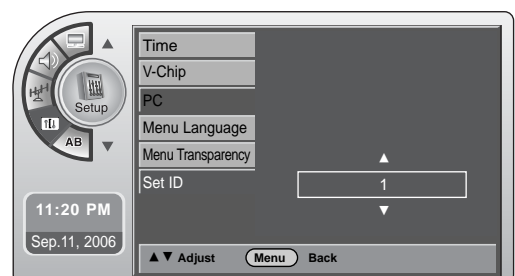 Time
V-Chip
PC
Menu Language
Menu Transparency
Set ID
Setup
AB
1
11:20 PM
Sep.11, 2006
▲▼ Adjust Menu Back